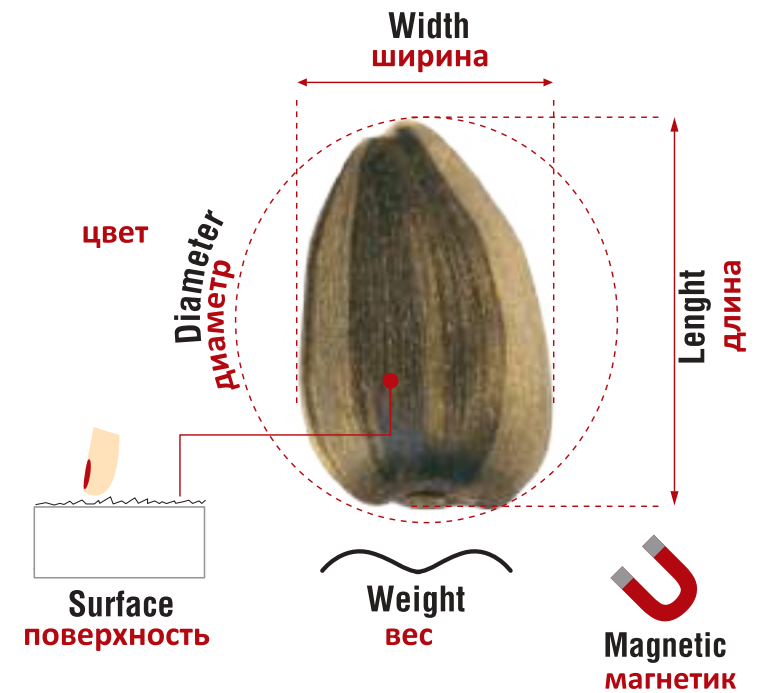 Width
ширина
цвет
Diameter
диаметр
Lenght
длина
Surface
поверхность
Weight
вес
Magnetic
магнетик